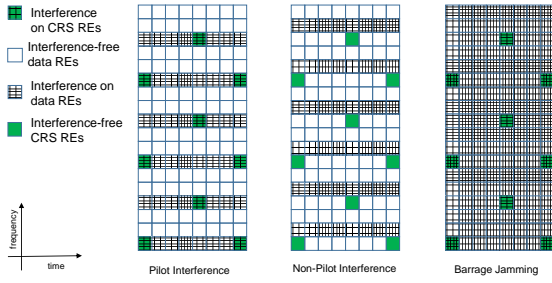 Interference
on CRS REs
Interference-free
data REs
Interference on
data REs
Interference-free
CRS REs
frequency
time
Pilot Interference
Non-Pilot Interference
Barrage Jamming